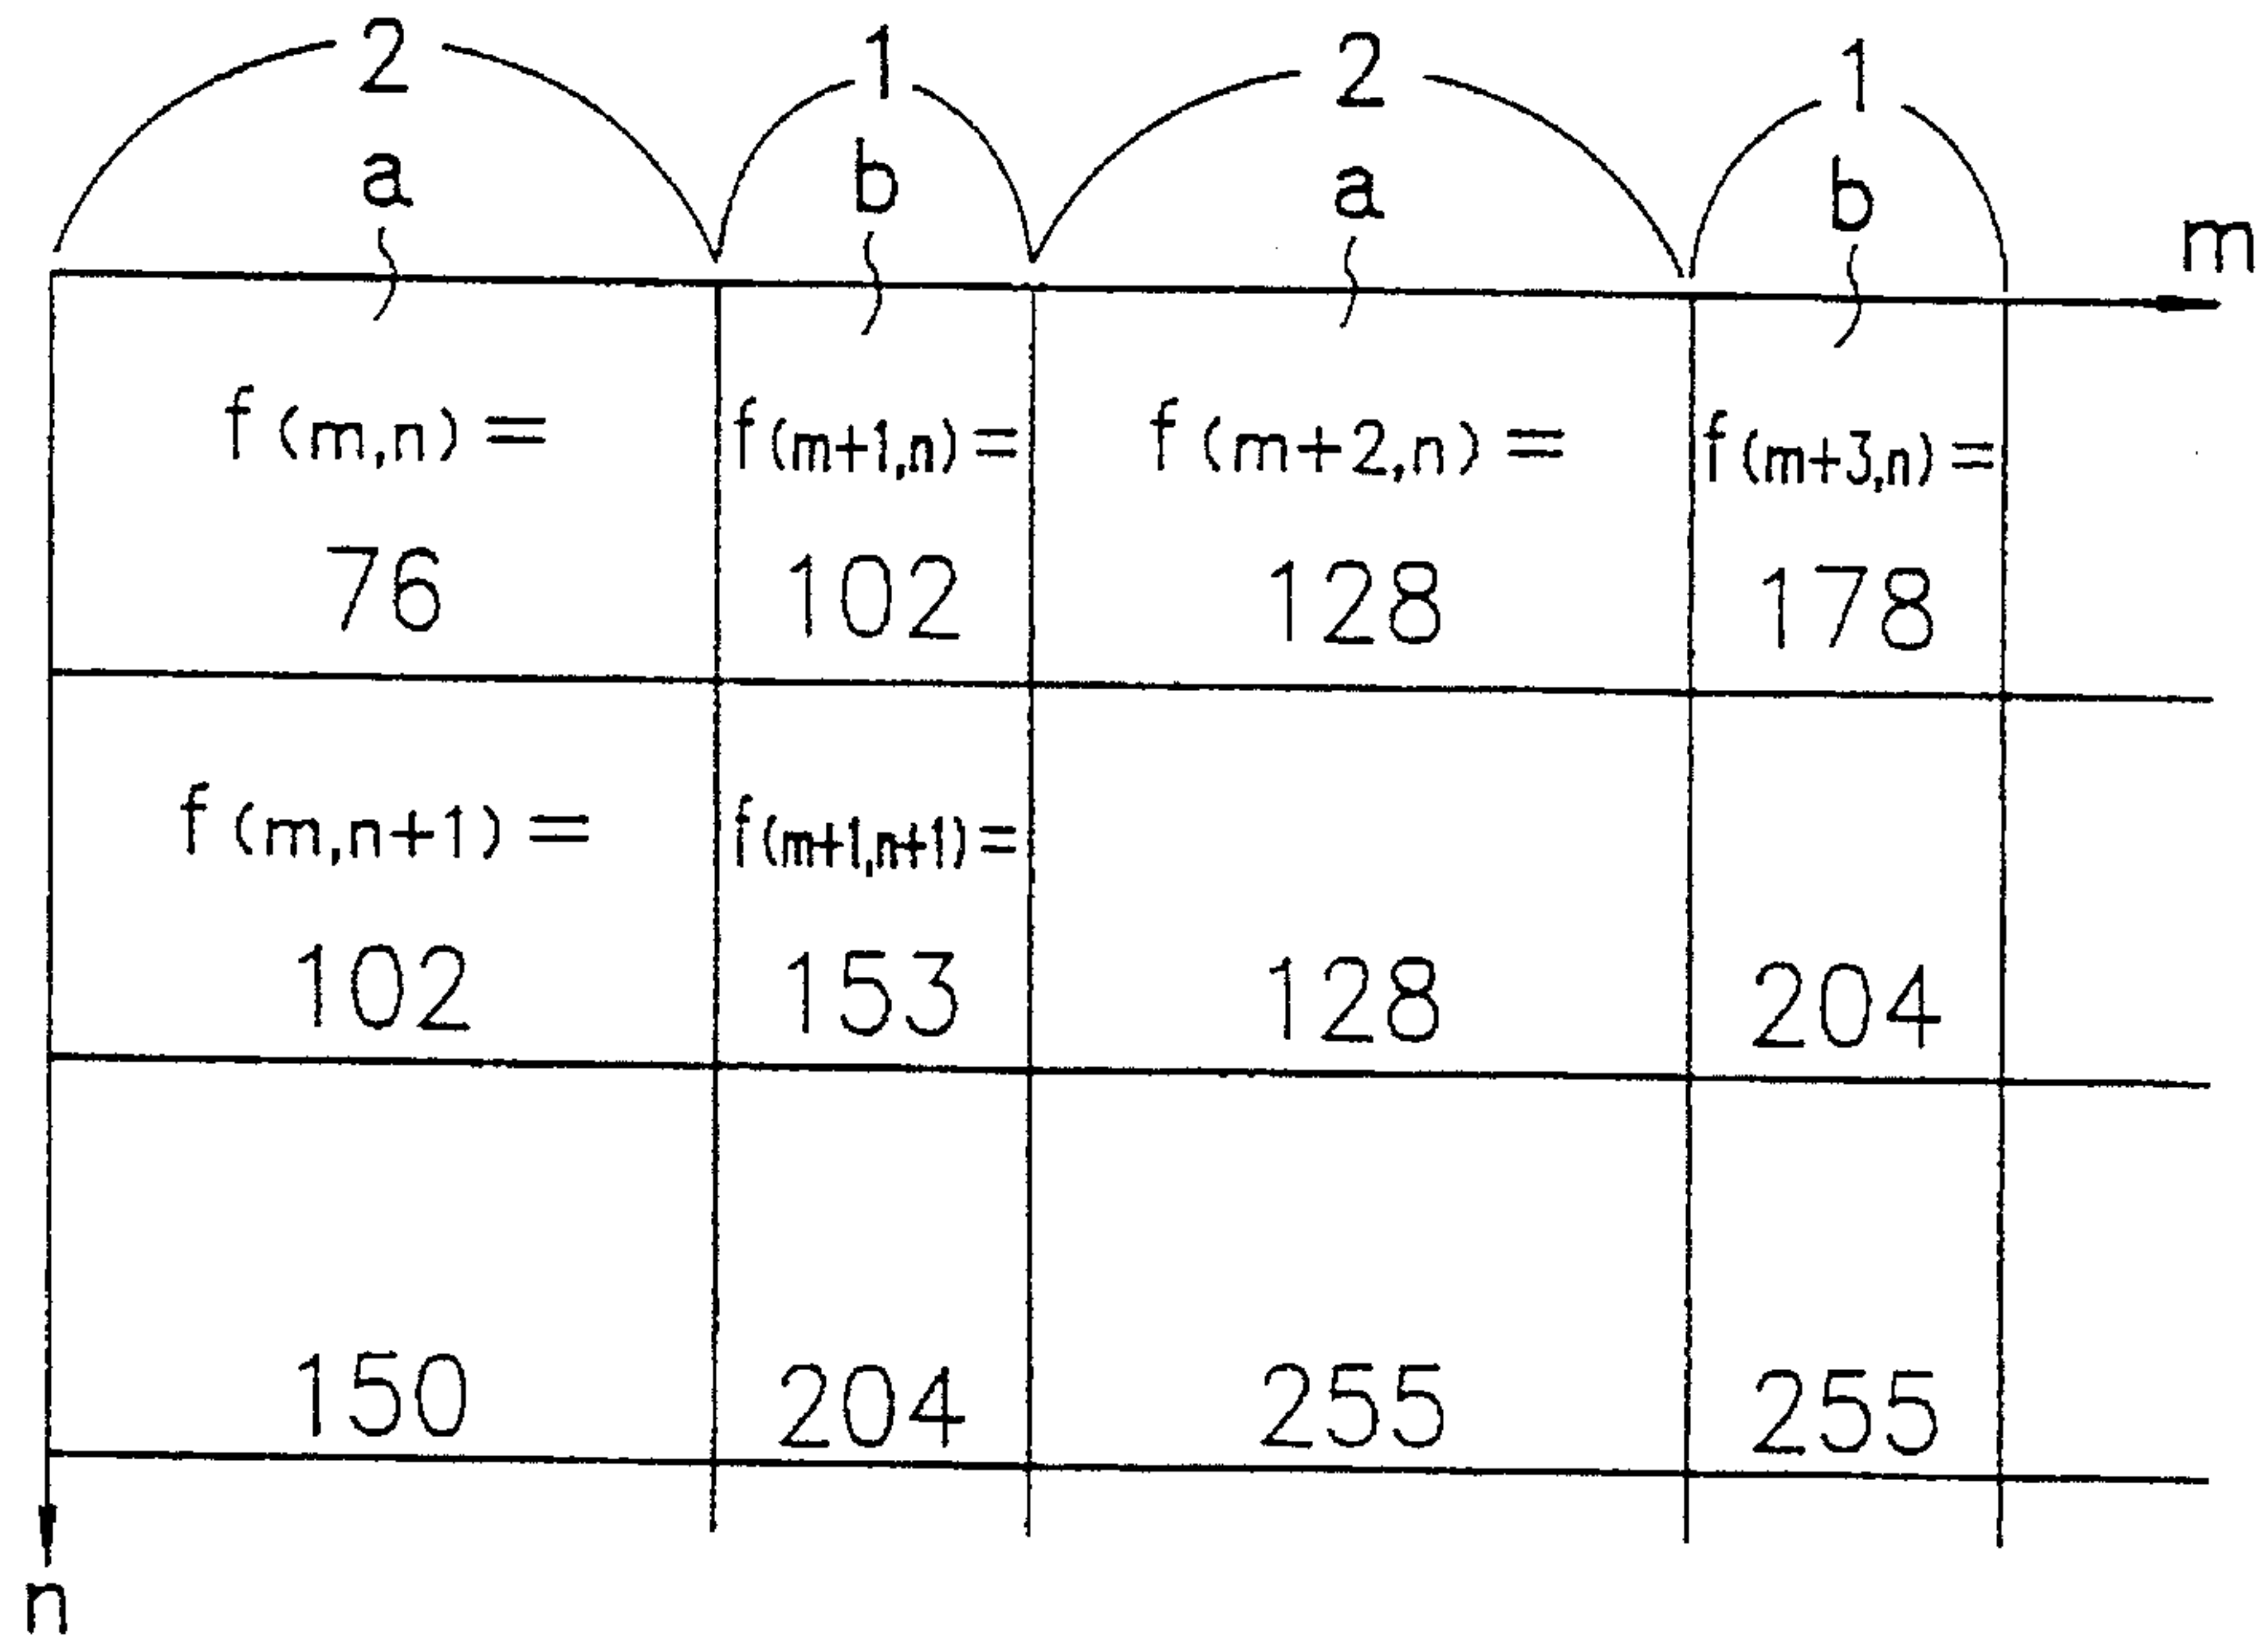 2 1 2 1
a b a b
m
f(m,n)= f(m+1,n)= f(m+2,n)= f(m+3,n)=
76 102 128 178
f(m,n+1)= f(m+1,n+1)=
102 153 128 204
150 204 255 255
n